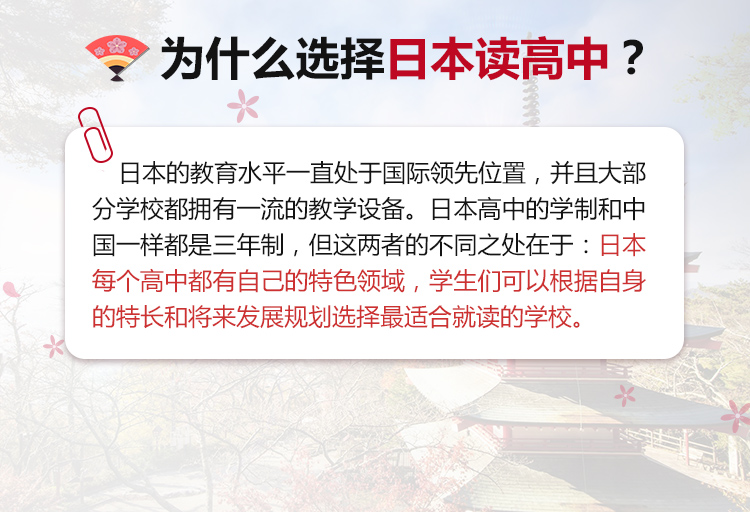 为什么选择日本读高中？
日本的教育水平一直处于国际领先位置，并且大部
分学校都拥有一流的教学设备。日本高中的学制和中
国一样都是三年制，但这两者的不同之处在于：日本
每个高中都有自己的特色领域，学生们可以根据自身
的特长和将来发展规划选择最适合就读的学校。